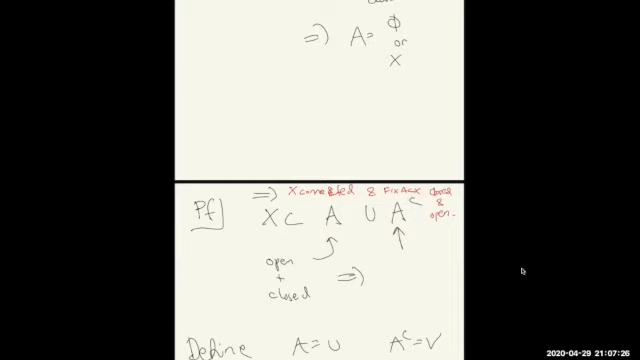 ⇒) A = φ
or
X
⇒) X connected & Fix A⊂X closed
&
open
Pf] X ⊂ A ∪ A^c
open
+
closed ⇒)
Define A = U A^c = V
2020-04-29 21:07:26